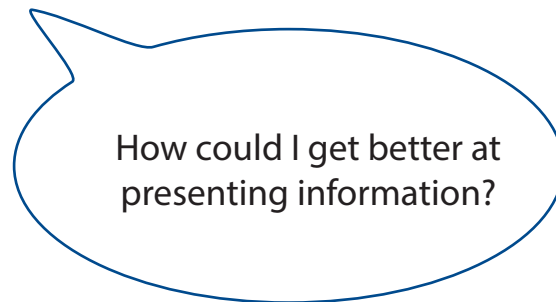 How could I get better at
presenting information?